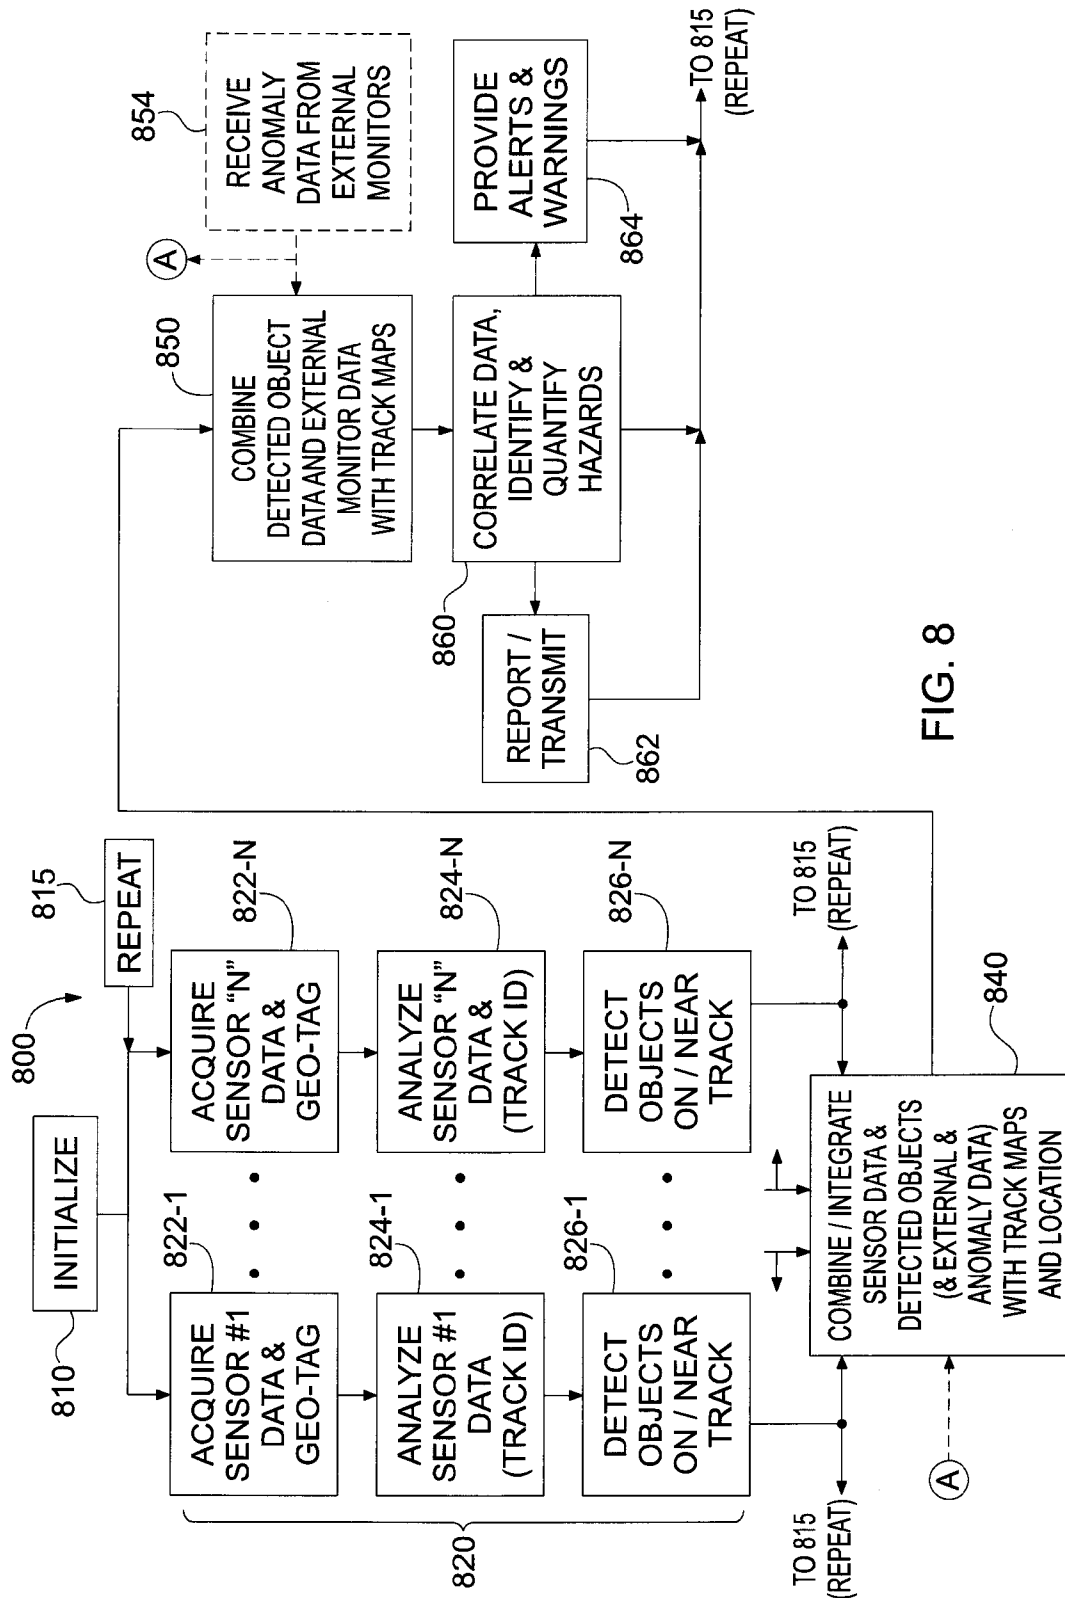 800
INITIALIZE
810
REPEAT
815
ACQUIRE
SENSOR #1
DATA &
GEO-TAG
822-1
ACQUIRE
SENSOR "N"
DATA &
GEO-TAG
822-N
ANALYZE
SENSOR #1
DATA
(TRACK ID)
824-1
ANALYZE
SENSOR "N"
DATA &
(TRACK ID)
824-N
DETECT
OBJECTS
ON / NEAR
TRACK
826-1
DETECT
OBJECTS
ON / NEAR
TRACK
826-N
820
TO 815
(REPEAT)
TO 815
(REPEAT)
A
COMBINE / INTEGRATE
SENSOR DATA &
DETECTED OBJECTS
(& EXTERNAL &
ANOMALY DATA)
WITH TRACK MAPS
AND LOCATION
840
COMBINE
DETECTED OBJECT
DATA AND EXTERNAL
MONITOR DATA
WITH TRACK MAPS
850
A
RECEIVE
ANOMALY
DATA FROM
EXTERNAL
MONITORS
854
CORRELATE DATA,
IDENTIFY &
QUANTIFY
HAZARDS
860
REPORT /
TRANSMIT
862
PROVIDE
ALERTS &
WARNINGS
864
TO 815
(REPEAT)
FIG. 8